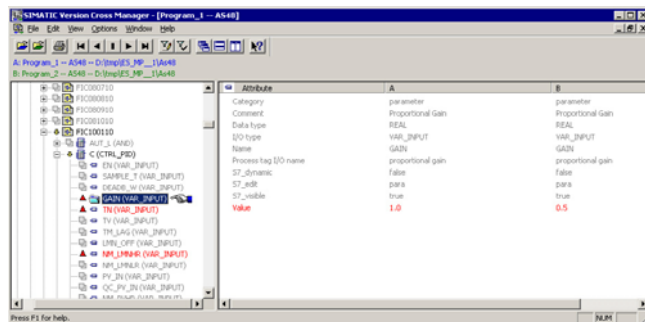 SIMATIC Version Cross Manager - [Program_1 -- AS48]
File Edit View Options Window Help
A: Program_1 -- AS48 -- D:\tmp\ES_MP__1\As48
B: Program_2 -- AS48 -- D:\tmp\ES_MP__1\As48
FIC080710
FIC080810
FIC080910
FIC081010
FIC100110
AUT_L (AND)
C (CTRL_PID)
EN (VAR_INPUT)
SAMPLE_T (VAR_INPUT)
DEADB_W (VAR_INPUT)
GAIN (VAR_INPUT)
TN (VAR_INPUT)
TV (VAR_INPUT)
TM_LAG (VAR_INPUT)
LMN_OFF (VAR_INPUT)
NM_LMNHR (VAR_INPUT)
NM_LMNLR (VAR_INPUT)
PV_IN (VAR_INPUT)
QC_PV_IN (VAR_INPUT)
Attribute A B
Category parameter parameter
Comment Proportional Gain Proportional Gain
Data type REAL REAL
I/O type VAR_INPUT VAR_INPUT
Name GAIN GAIN
Process tag I/O name proportional gain proportional gain
S7_dynamic false false
S7_edit para para
S7_visible true true
Value 1.0 0.5
Press F1 for help. NUM